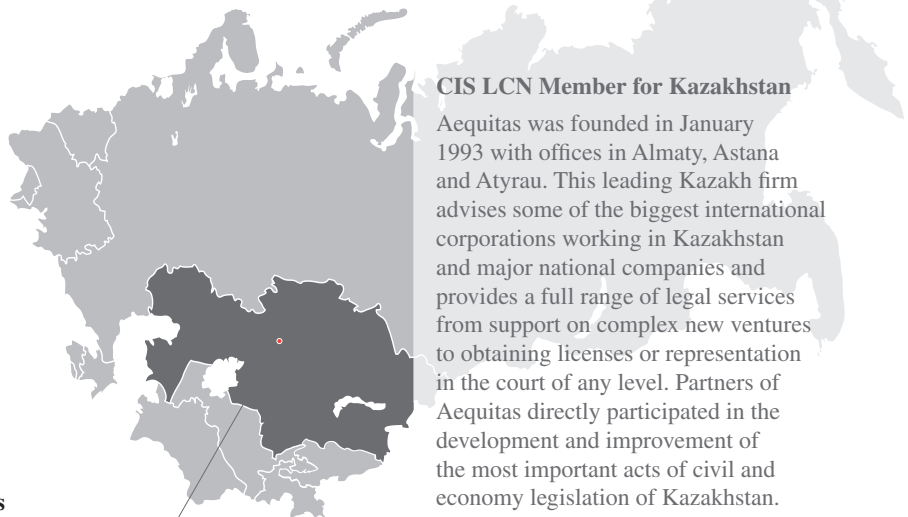 CIS LCN Member for Kazakhstan
Aequitas was founded in January
1993 with offices in Almaty, Astana
and Atyrau. This leading Kazakh firm
advises some of the biggest international
corporations working in Kazakhstan
and major national companies and
provides a full range of legal services
from support on complex new ventures
to obtaining licenses or representation
in the court of any level. Partners of
Aequitas directly participated in the
development and improvement of
the most important acts of civil and
economy legislation of Kazakhstan.
s